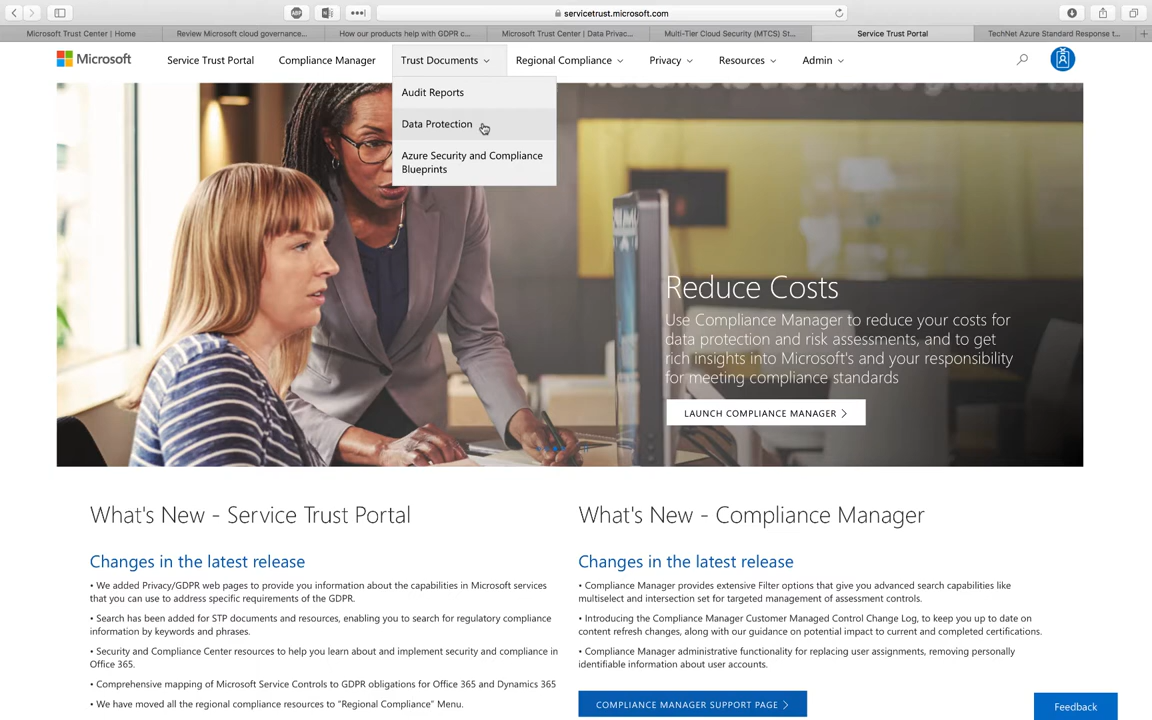 servicetrust.microsoft.com
ABP
Microsoft Trust Center | Home
Review Microsoft cloud governance...
How our products help with GDPR c...
Microsoft Trust Center | Data Privac...
Multi-Tier Cloud Security (MTCS) St...
Service Trust Portal
TechNet Azure Standard Response t...
Microsoft
Service Trust Portal
Compliance Manager
Trust Documents
Regional Compliance
Privacy
Resources
Admin
Audit Reports
Data Protection
Azure Security and Compliance
Blueprints
Reduce Costs
Use Compliance Manager to reduce your costs for
data protection and risk assessments, and to get
rich insights into Microsoft's and your responsibility
for meeting compliance standards
LAUNCH COMPLIANCE MANAGER
What's New - Service Trust Portal
Changes in the latest release
• We added Privacy/GDPR web pages to provide you information about the capabilities in Microsoft services
that you can use to address specific requirements of the GDPR.
• Search has been added for STP documents and resources, enabling you to search for regulatory compliance
information by keywords and phrases.
• Security and Compliance Center resources to help you learn about and implement security and compliance in
Office 365.
• Comprehensive mapping of Microsoft Service Controls to GDPR obligations for Office 365 and Dynamics 365
• We have moved all the regional compliance resources to "Regional Compliance" Menu.
What's New - Compliance Manager
Changes in the latest release
• Compliance Manager provides extensive Filter options that give you advanced search capabilities like
multiselect and intersection set for targeted management of assessment controls.
• Introducing the Compliance Manager Customer Managed Control Change Log, to keep you up to date on
content refresh changes, along with our guidance on potential impact to current and completed certifications.
• Compliance Manager administrative functionality for replacing user assignments, removing personally
identifiable information about user accounts.
COMPLIANCE MANAGER SUPPORT PAGE
Feedback